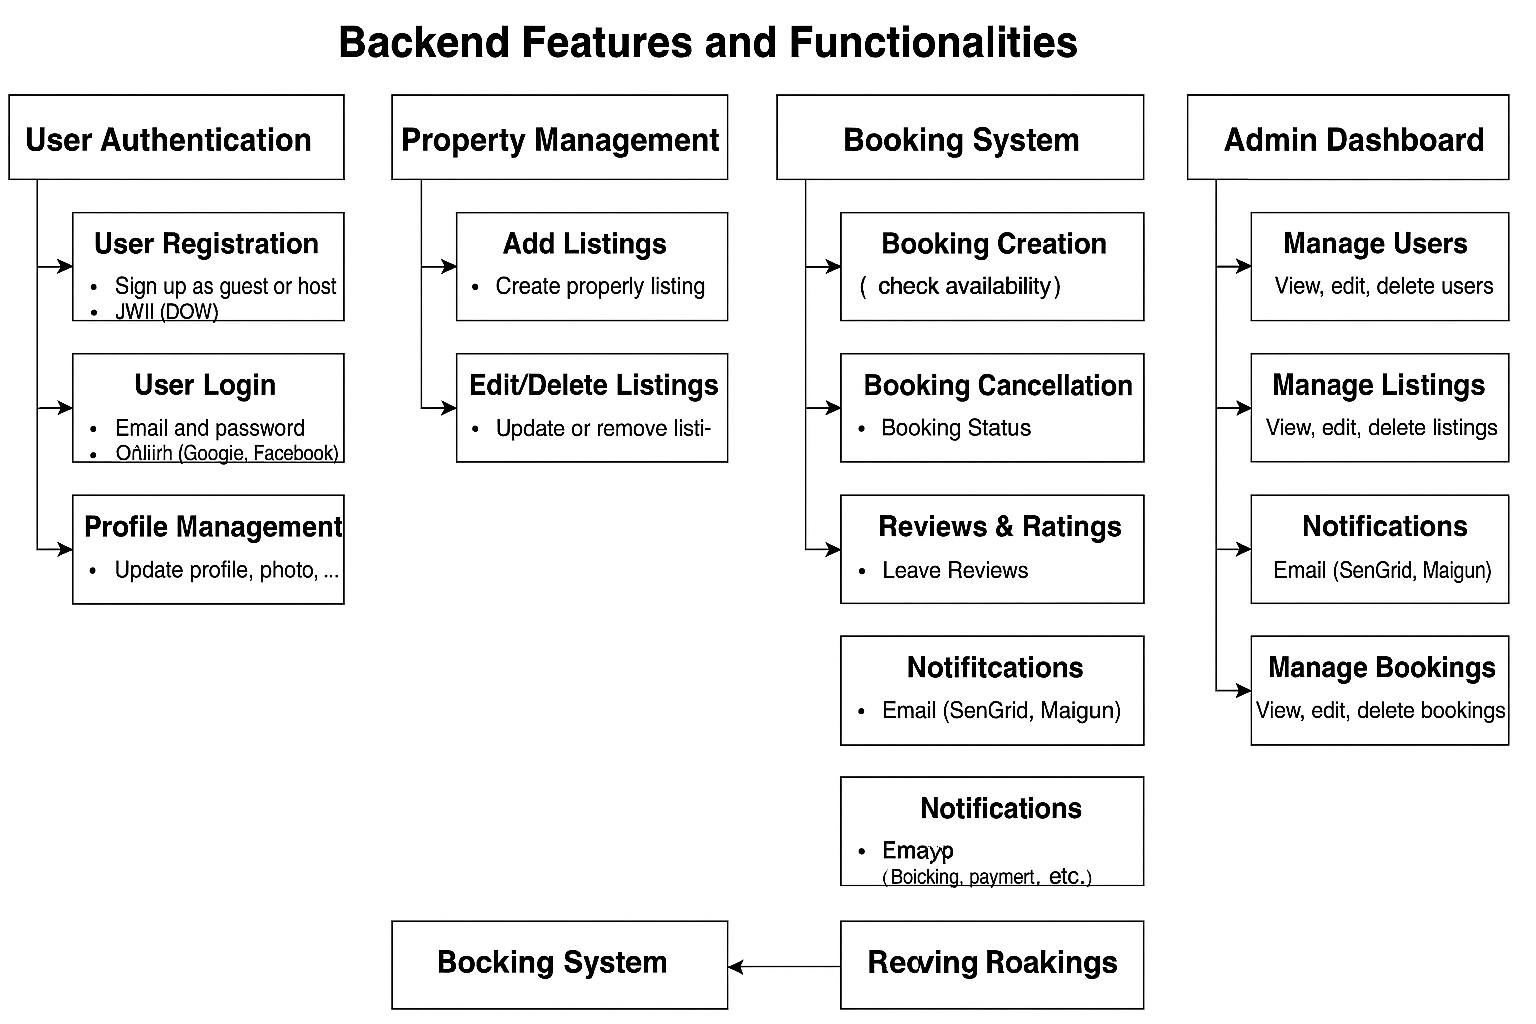 Backend Features and Functionalities
User Authentication
User Registration
• Sign up as guest or host
• JWII (DOW)
User Login
• Email and password
• (Googie, Facebook)
Profile Management
• Update profile, photo, ...
Property Management
Add Listings
• Create properly listing
Edit/Delete Listings
• Update or remove listi-
Booking System
Booking Creation
( check availability)
Booking Cancellation
• Booking Status
Reviews & Ratings
• Leave Reviews
Notifitcations
• Email (SenGrid, Maigun)
Notifications
• Emayp
(Boicking, paymert, etc.)
Admin Dashboard
Manage Users
View, edit, delete users
Manage Listings
View, edit, delete listings
Notifications
Email (SenGrid, Maigun)
Manage Bookings
View, edit, delete bookings
Bocking System
Roakings